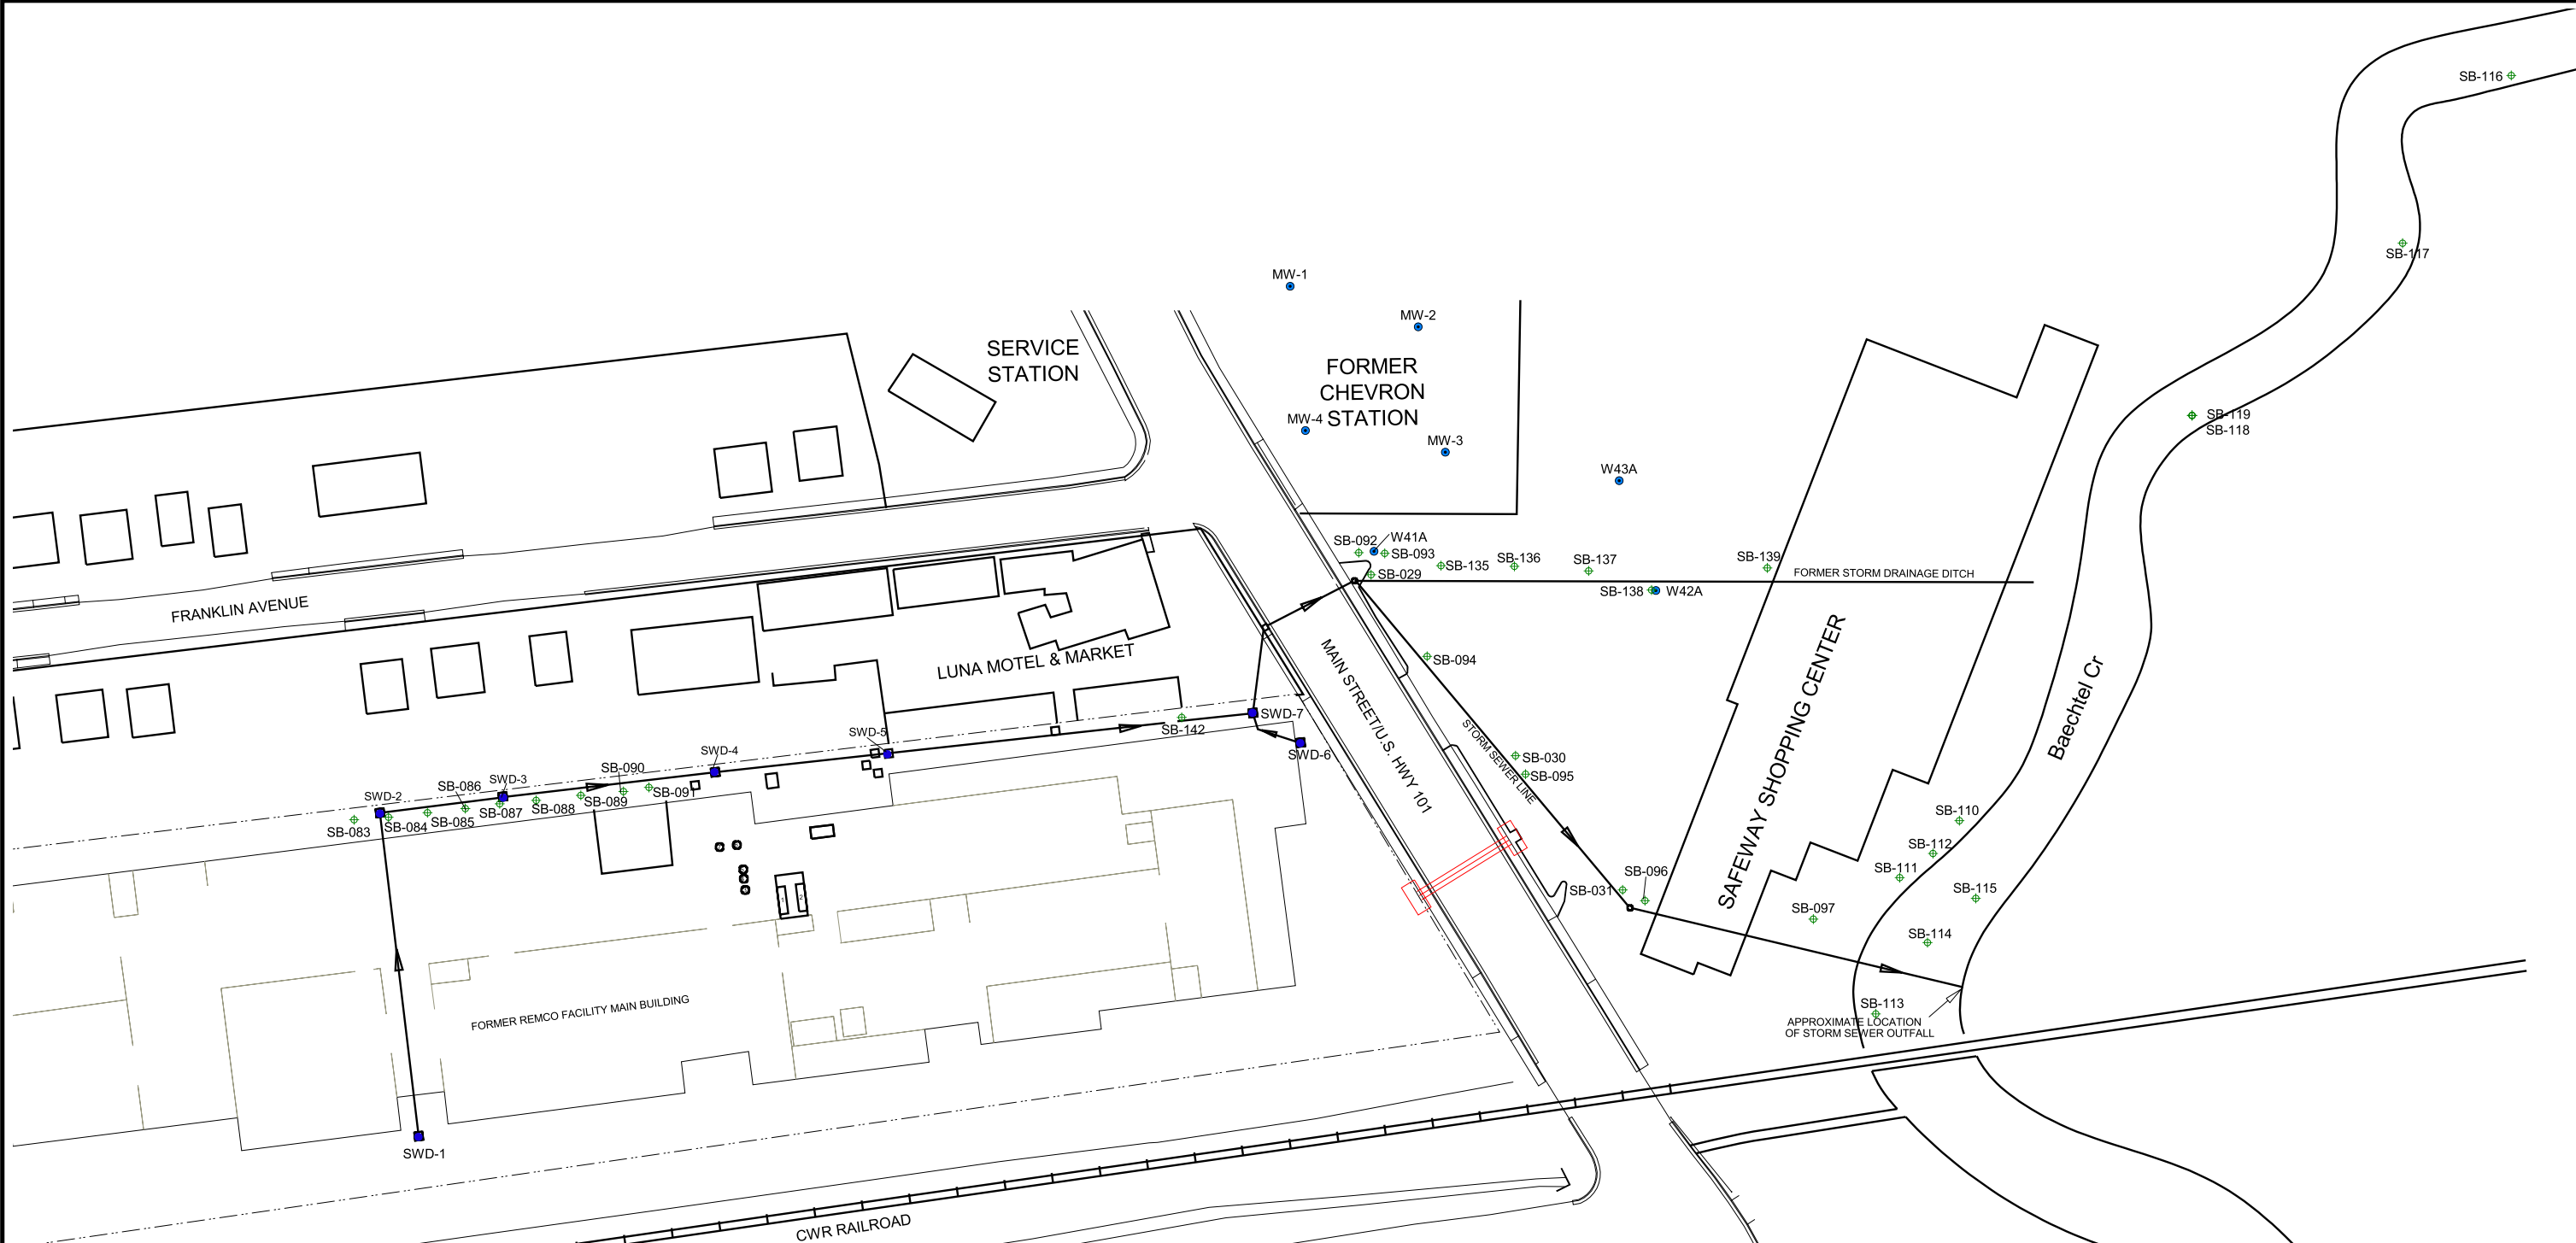 SB-116
SB-117
MW-1
MW-2
SERVICE
STATION
FORMER
CHEVRON
STATION
MW-4
MW-3
SB-119
SB-118
W43A
SB-092
W41A
SB-093
SB-029
SB-135
SB-136
SB-137
SB-139
FORMER STORM DRAINAGE DITCH
SB-138
W42A
FRANKLIN AVENUE
LUNA MOTEL & MARKET
MAIN STREET/U.S. HWY 101
SB-094
STORM SEWER LINE
SAFEWAY SHOPPING CENTER
Baechtel Cr
SWD-7
SB-142
SWD-6
SWD-5
SWD-4
SB-030
SB-095
SB-090
SB-086
SWD-3
SWD-2
SB-091
SB-089
SB-088
SB-087
SB-085
SB-084
SB-083
SB-110
SB-112
SB-111
SB-096
SB-031
SB-115
SB-097
SB-114
1
2
FORMER REMCO FACILITY MAIN BUILDING
SB-113
APPROXIMATE LOCATION
OF STORM SEWER OUTFALL
SWD-1
CWR RAILROAD